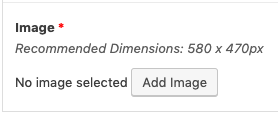 Image *
Recommended Dimensions: 580 x 470px
No image selected Add Image